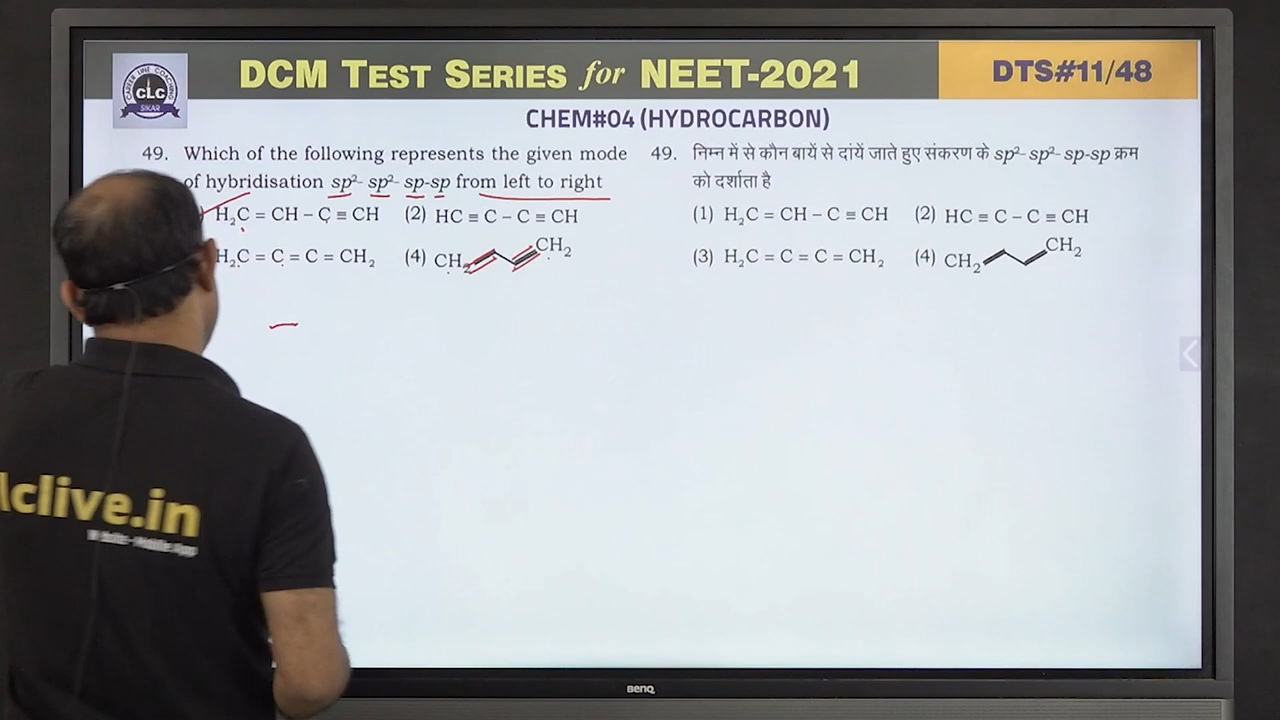 DCM TEST SERIES for NEET-2021
DTS#11/48
CLC
SIKAR
CHEM#04 (HYDROCARBON)
49. Which of the following represents the given mode
of hybridisation sp²- sp²- sp-sp from left to right
H₂C = CH – C ≡ CH (2) HC ≡ C – C ≡ CH
H₂C = C = C = CH₂ (4) CH₂ CH₂
49. निम्न में से कौन बायें से दांयें जाते हुए संकरण के sp²- sp²- sp-sp क्रम
को दर्शाता है
(1) H₂C = CH – C ≡ CH (2) HC ≡ C – C ≡ CH
(3) H₂C = C = C = CH₂ (4) CH₂ CH₂
clive.in
BenQ